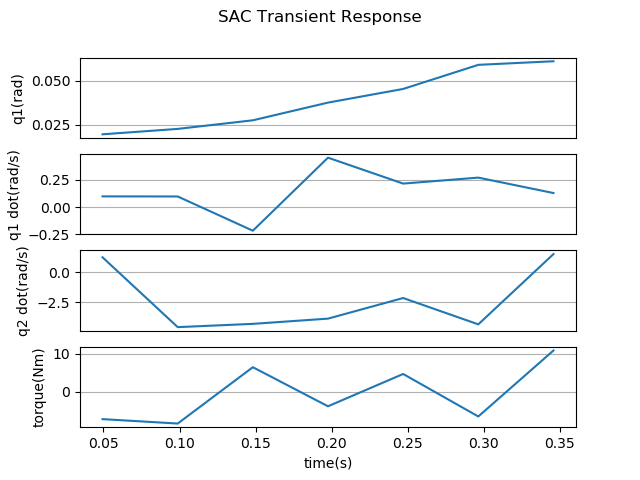 SAC Transient Response
0.050
0.025
q1(rad)
0.25
0.00
−0.25
q1 dot(rad/s)
0.0
−2.5
q2 dot(rad/s)
10
0
torque(Nm)
0.05 0.10 0.15 0.20 0.25 0.30 0.35
time(s)